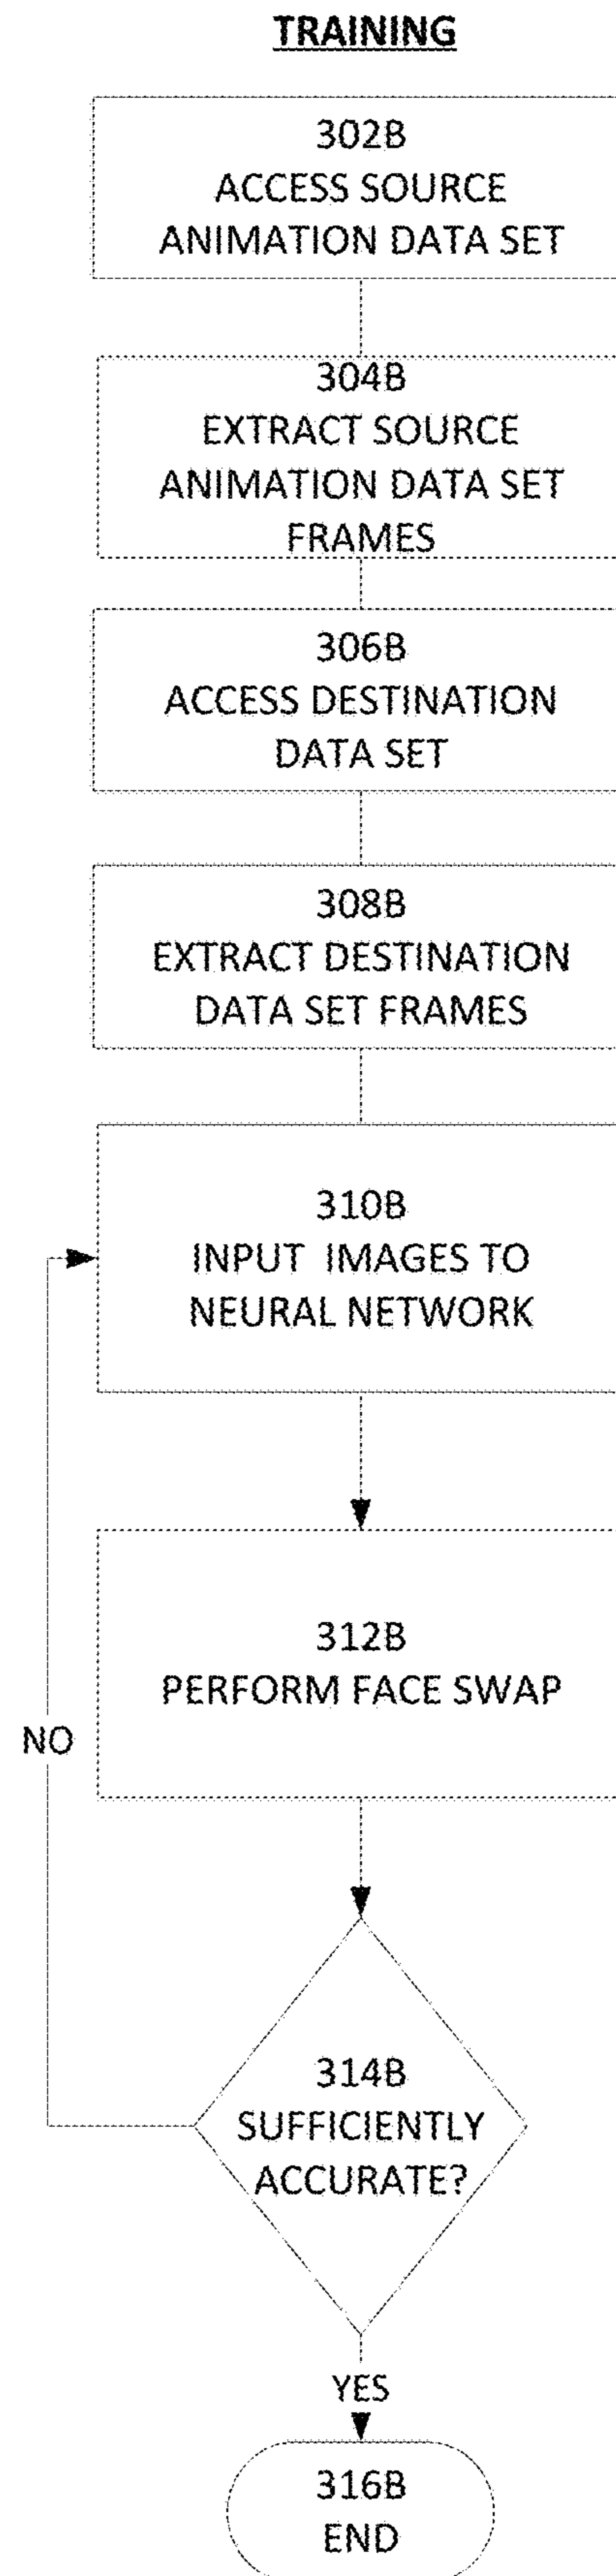 TRAINING
302B
ACCESS SOURCE
ANIMATION DATA SET
304B
EXTRACT SOURCE
ANIMATION DATA SET
FRAMES
306B
ACCESS DESTINATION
DATA SET
308B
EXTRACT DESTINATION
DATA SET FRAMES
310B
INPUT IMAGES TO
NEURAL NETWORK
312B
PERFORM FACE SWAP
NO
314B
SUFFICIENTLY
ACCURATE?
YES
316B
END